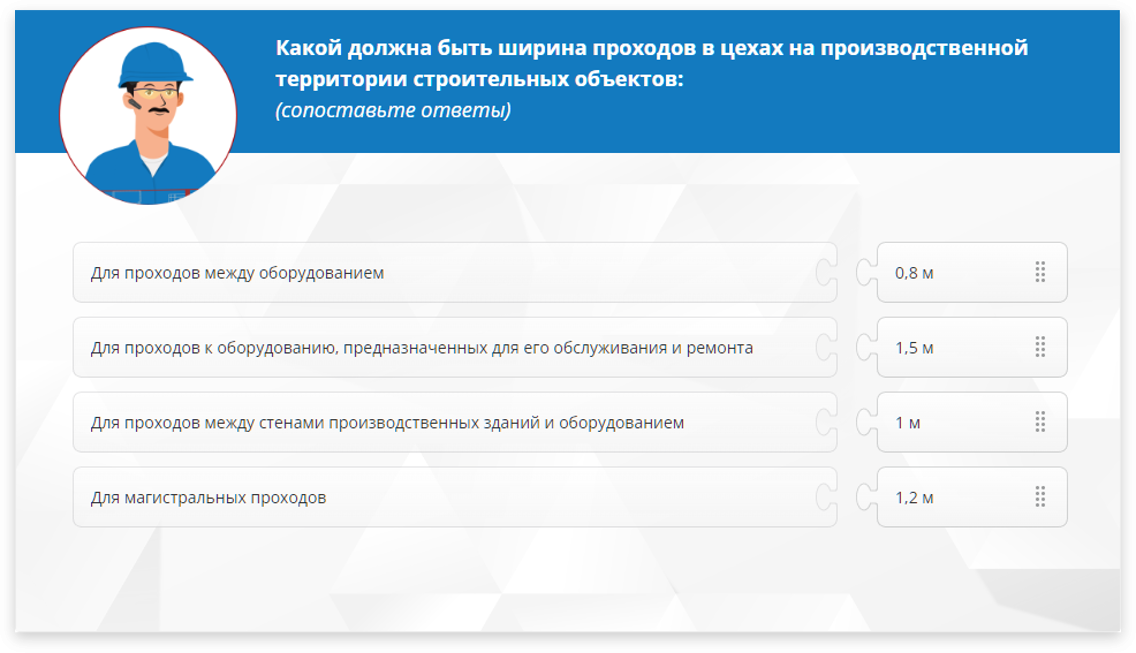 Какой должна быть ширина проходов в цехах на производственной
территории строительных объектов:
(сопоставьте ответы)
Для проходов между оборудованием
0,8 м
Для проходов к оборудованию, предназначенных для его обслуживания и ремонта
1,5 м
Для проходов между стенами производственных зданий и оборудованием
1 м
Для магистральных проходов
1,2 м